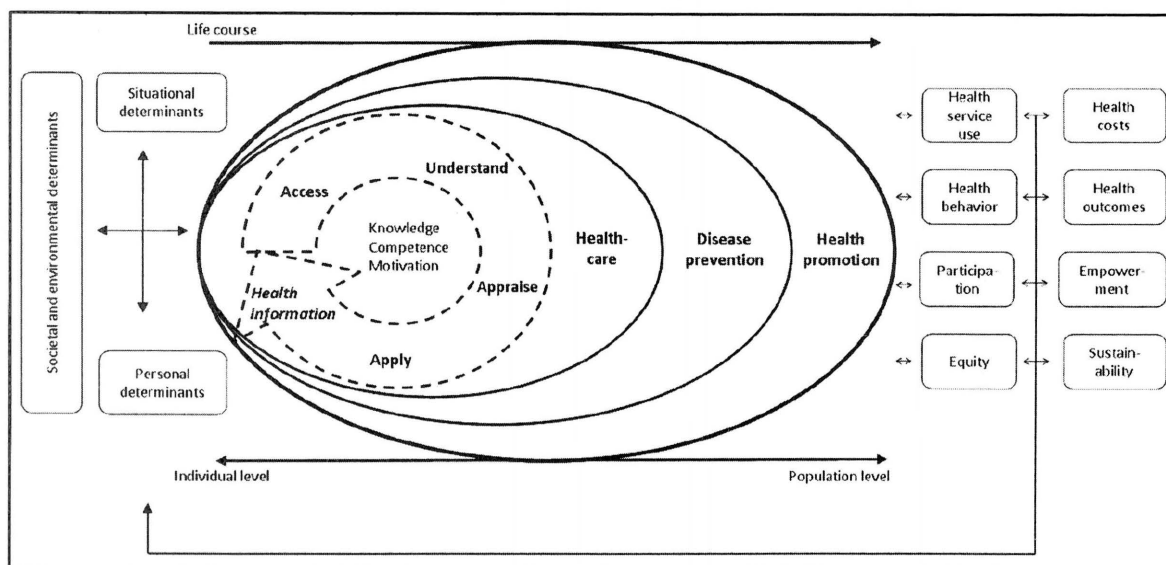 Life course
Societal and environmental determinants
Situational
determinants
Personal
determinants
Access
Understand
Knowledge
Competence
Motivation
Health
information
Appraise
Apply
Health-
care
Disease
prevention
Health
promotion
Health
service
use
Health
costs
Health
behavior
Health
outcomes
Participa-
tion
Empower-
ment
Equity
Sustain-
ability
Individual level
Population level